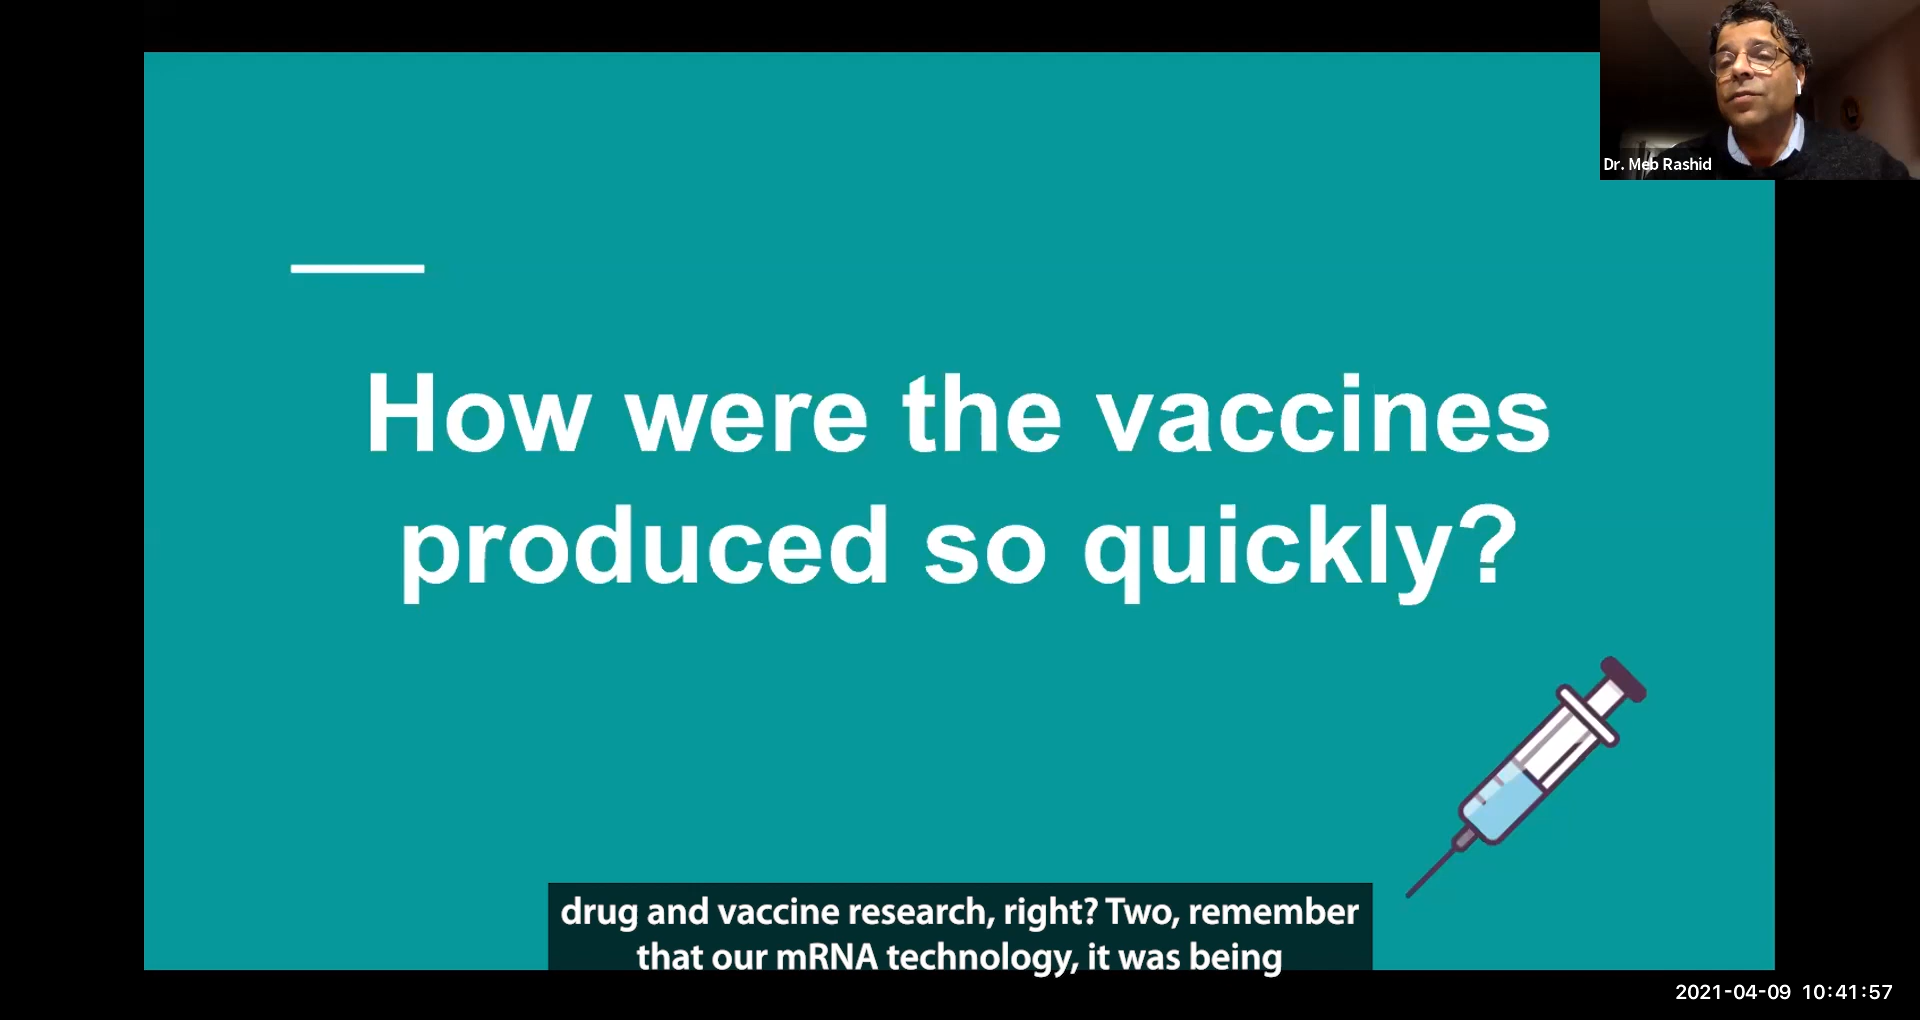 Dr. Meb Rashid
How were the vaccines
produced so quickly?
drug and vaccine research, right? Two, remember
that our mRNA technology, it was being
2021-04-09 10:41:57